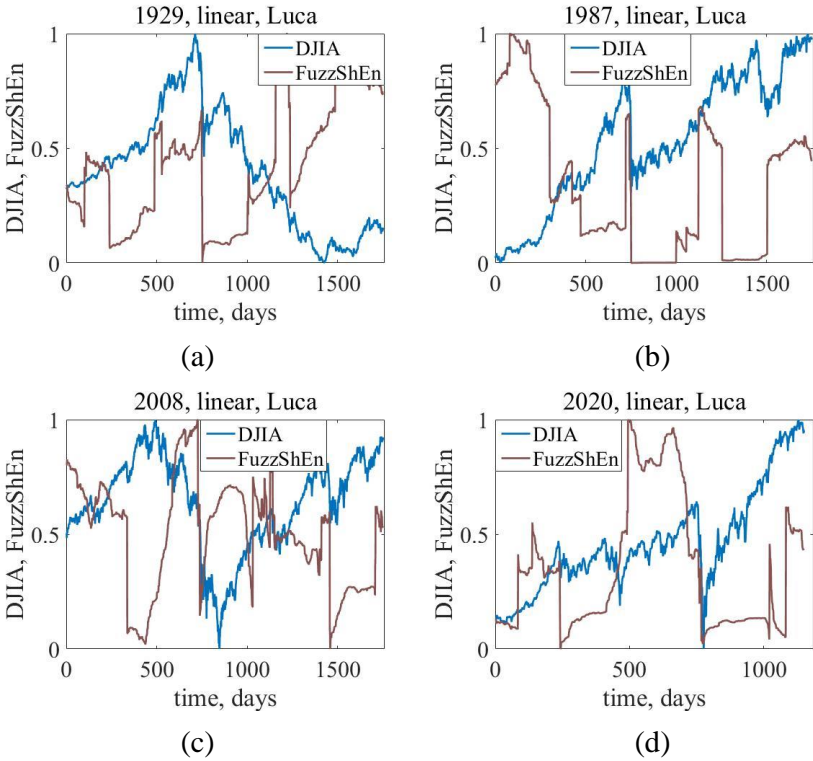 1929, linear, Luca
1
0.5
0
DJIA, FuzzShEn
DJIA
FuzzShEn
0 500 1000 1500
time, days
(a)
1987, linear, Luca
1
0.5
0
DJIA, FuzzShEn
DJIA
FuzzShEn
0 500 1000 1500
time, days
(b)
2008, linear, Luca
1
0.5
0
DJIA, FuzzShEn
DJIA
FuzzShEn
0 500 1000 1500
time, days
(c)
2020, linear, Luca
1
0.5
0
DJIA, FuzzShEn
DJIA
FuzzShEn
0 500 1000
time, days
(d)